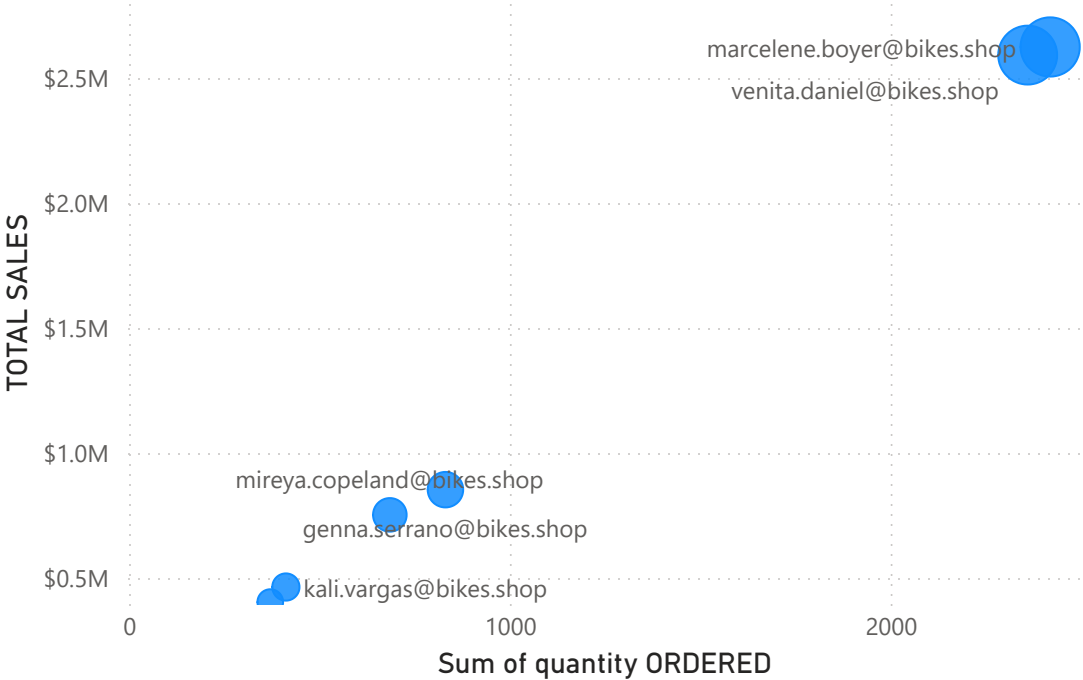 marcelene.boyer@bikes.shop
$2.5M
venita.daniel@bikes.shop
$2.0M
TOTAL SALES
$1.5M
$1.0M
mireya.copeland@bikes.shop
genna.serrano@bikes.shop
$0.5M
kali.vargas@bikes.shop
0
1000
2000
Sum of quantity ORDERED